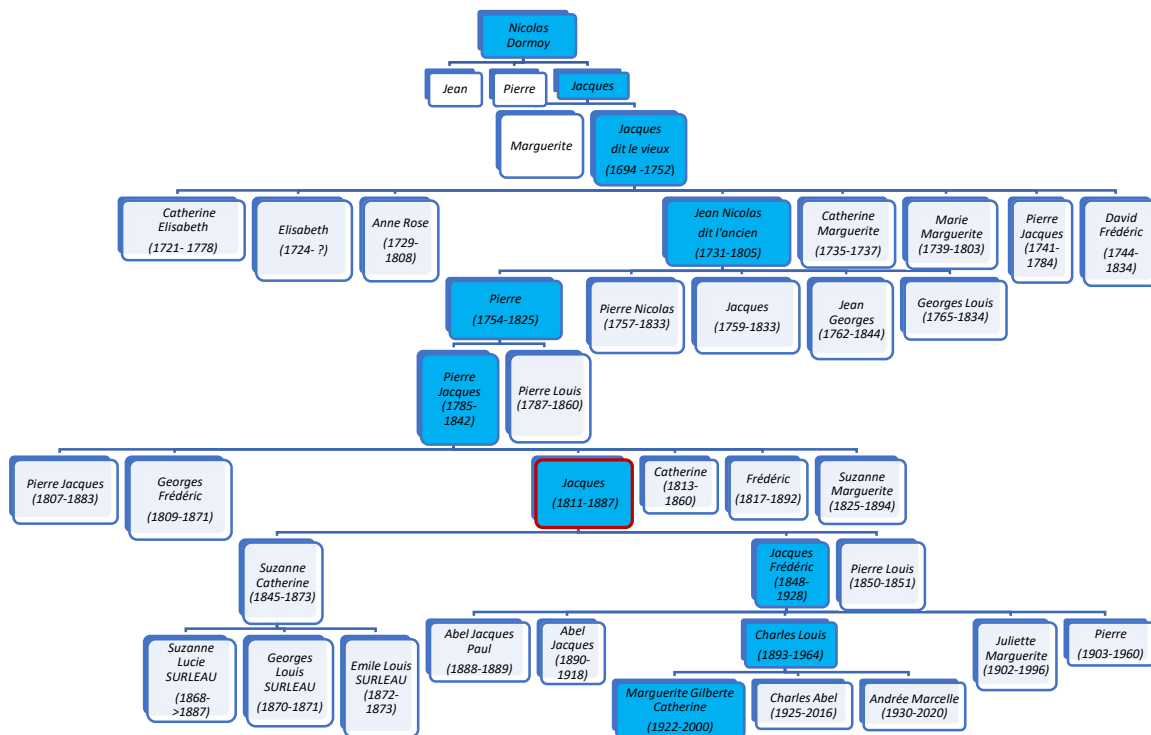 Nicolas
Dormoy
Jean
Pierre
Jacques
Marguerite
Jacques
dit le vieux
(1694 -1752)
Catherine
Elisabeth
(1721- 1778)
Elisabeth
(1724- ?)
Anne Rose
(1729-
1808)
Jean Nicolas
dit l'ancien
(1731-1805)
Catherine
Marguerite
(1735-1737)
Marie
Marguerite
(1739-1803)
Pierre
Jacques
(1741-
1784)
David
Frédéric
(1744-
1834)
Pierre
(1754-1825)
Pierre Nicolas
(1757-1833)
Jacques
(1759-1833)
Jean
Georges
(1762-1844)
Georges Louis
(1765-1834)
Pierre
Jacques
(1785-
1842)
Pierre Louis
(1787-1860)
Pierre Jacques
(1807-1883)
Georges
Frédéric
(1809-1871)
Jacques
(1811-1887)
Catherine
(1813-
1860)
Frédéric
(1817-1892)
Suzanne
Marguerite
(1825-1894)
Suzanne
Catherine
(1845-1873)
Jacques
Frédéric
(1848-
1928)
Pierre Louis
(1850-1851)
Suzanne
Lucie
SURLEAU
(1868-
>1887)
Georges
Louis
SURLEAU
(1870-1871)
Emile Louis
SURLEAU
(1872-
1873)
Abel Jacques
Paul
(1888-1889)
Abel
Jacques
(1890-
1918)
Charles Louis
(1893-1964)
Juliette
Marguerite
(1902-1996)
Pierre
(1903-1960)
Marguerite Gilberte
Catherine
(1922-2000)
Charles Abel
(1925-2016)
Andrée Marcelle
(1930-2020)